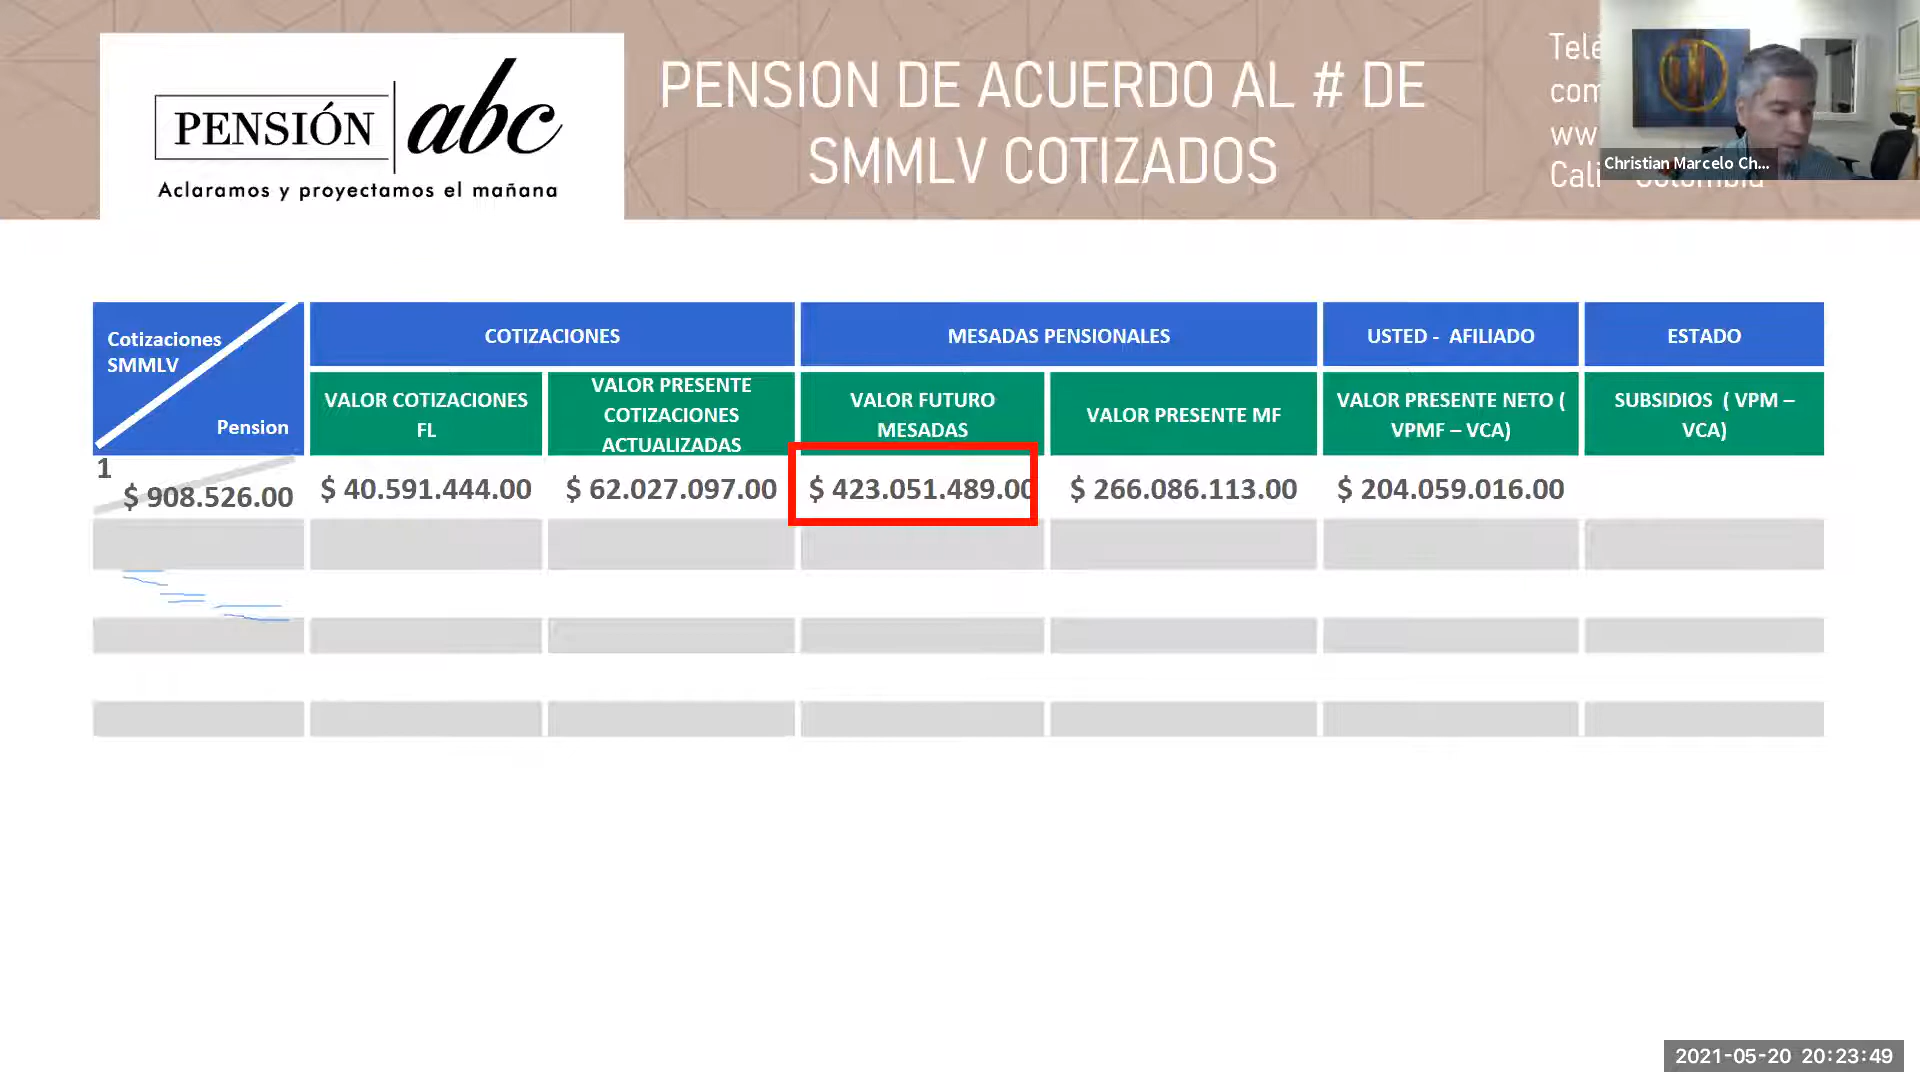 PENSIÓN abc
Aclaramos y proyectamos el mañana
PENSION DE ACUERDO AL # DE
SMMLV COTIZADOS
Cali
Christian Marcelo Ch...
Cotizaciones
SMMLV
Pension
COTIZACIONES
MESADAS PENSIONALES
USTED - AFILIADO
ESTADO
VALOR COTIZACIONES
FL
VALOR PRESENTE
COTIZACIONES
ACTUALIZADAS
VALOR FUTURO
MESADAS
VALOR PRESENTE MF
VALOR PRESENTE NETO (
VPMF – VCA)
SUBSIDIOS ( VPM –
VCA)
1
$ 908.526.00
$ 40.591.444.00
$ 62.027.097.00
$ 423.051.489.00
$ 266.086.113.00
$ 204.059.016.00
2021-05-20 20:23:49